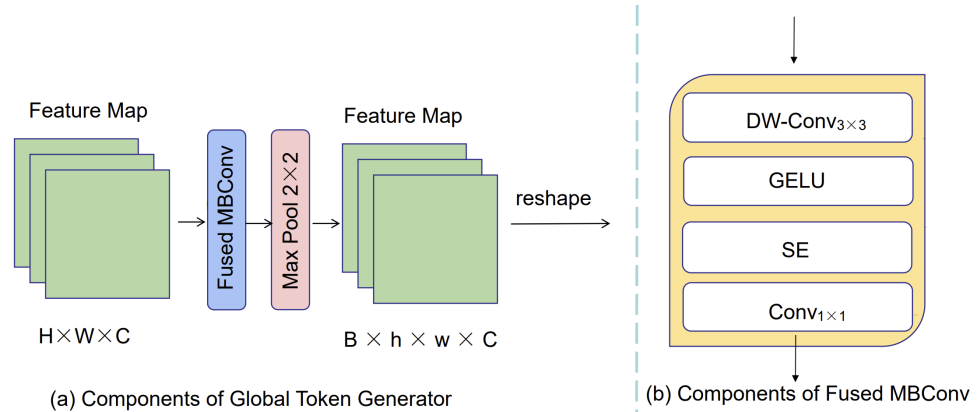 Feature Map
Fused MBConv
Max Pool 2×2
Feature Map
reshape
H×W×C
B × h × w × C
(a) Components of Global Token Generator
DW-Conv3×3
GELU
SE
Conv1×1
(b) Components of Fused MBConv